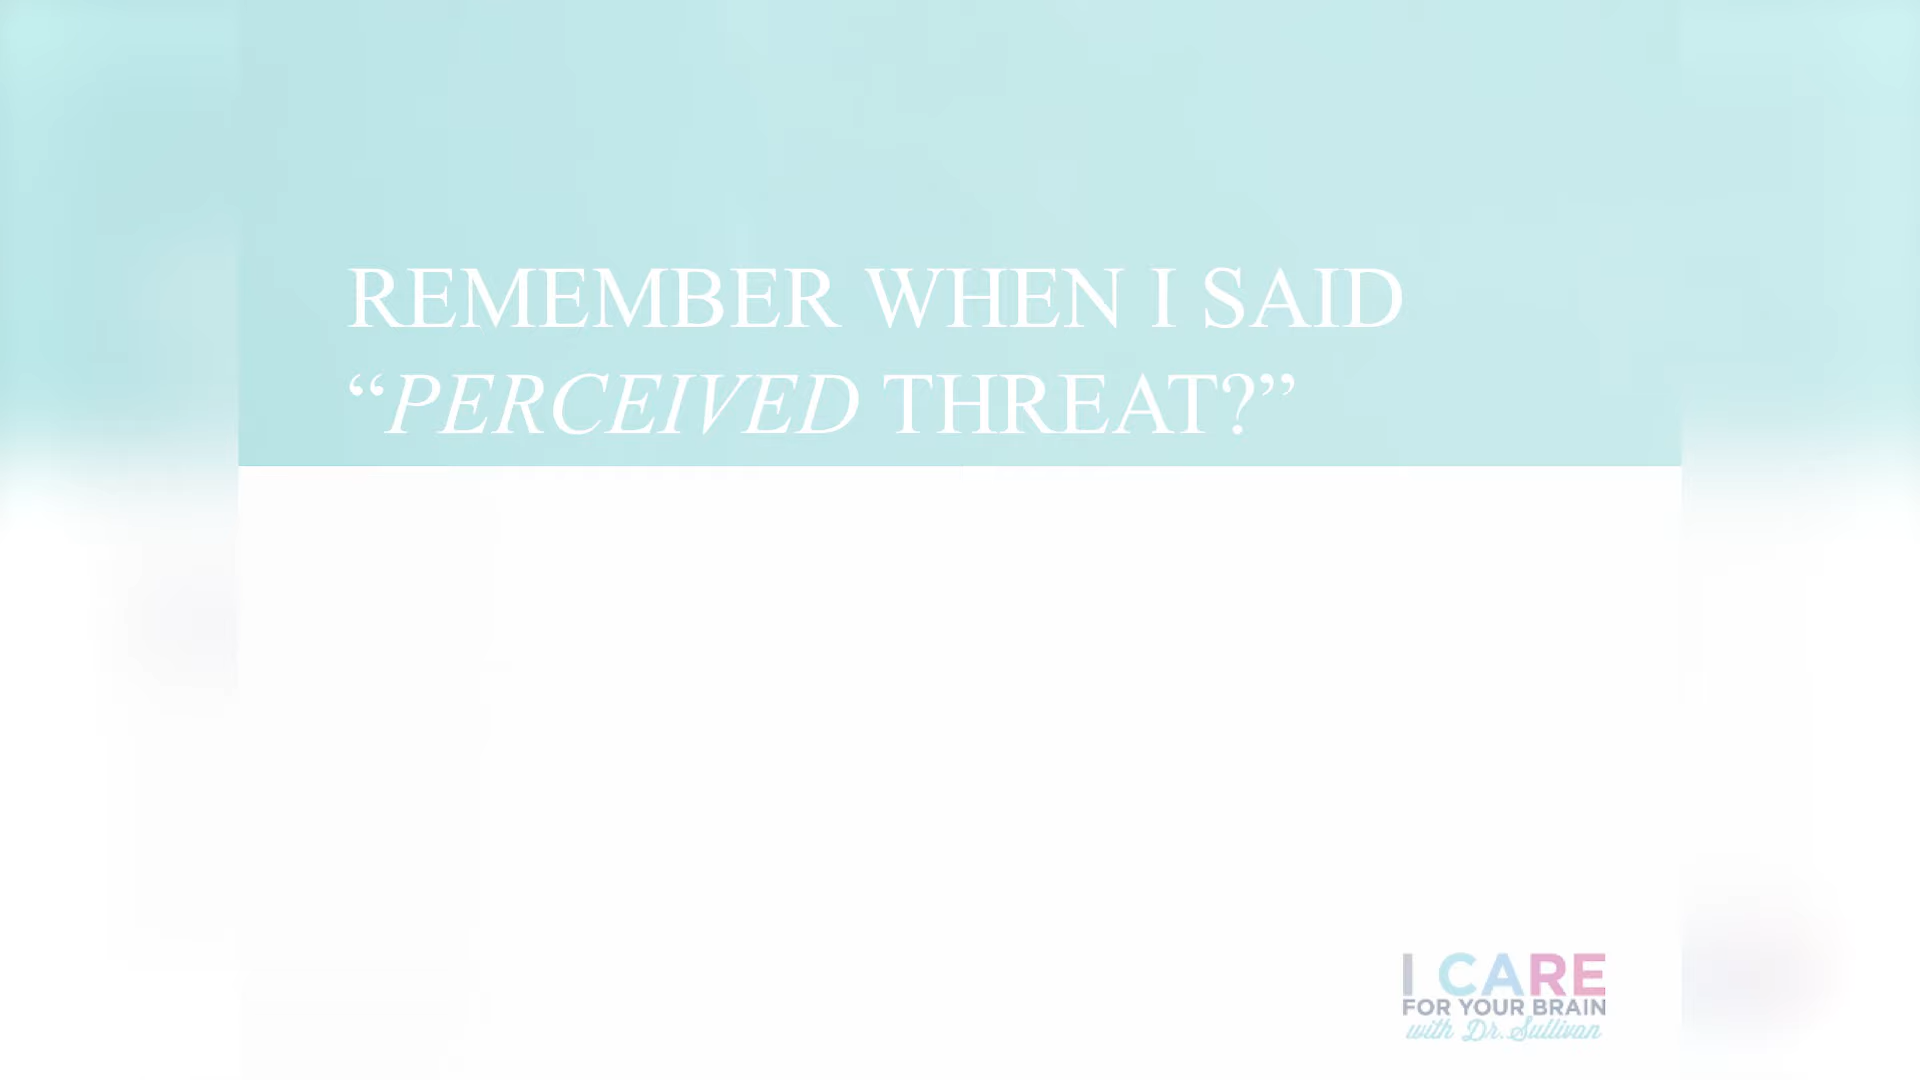 REMEMBER WHEN I SAID
“PERCEIVED THREAT?”
I CARE
FOR YOUR BRAIN
with Dr. Sullivan